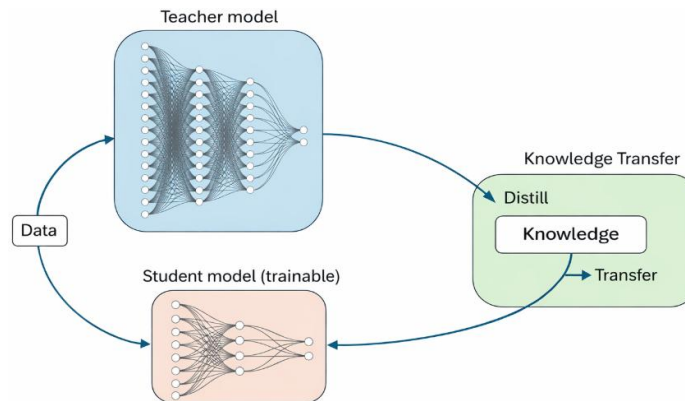 Teacher model
Knowledge Transfer
Distill
Data
Knowledge
Student model (trainable)
Transfer